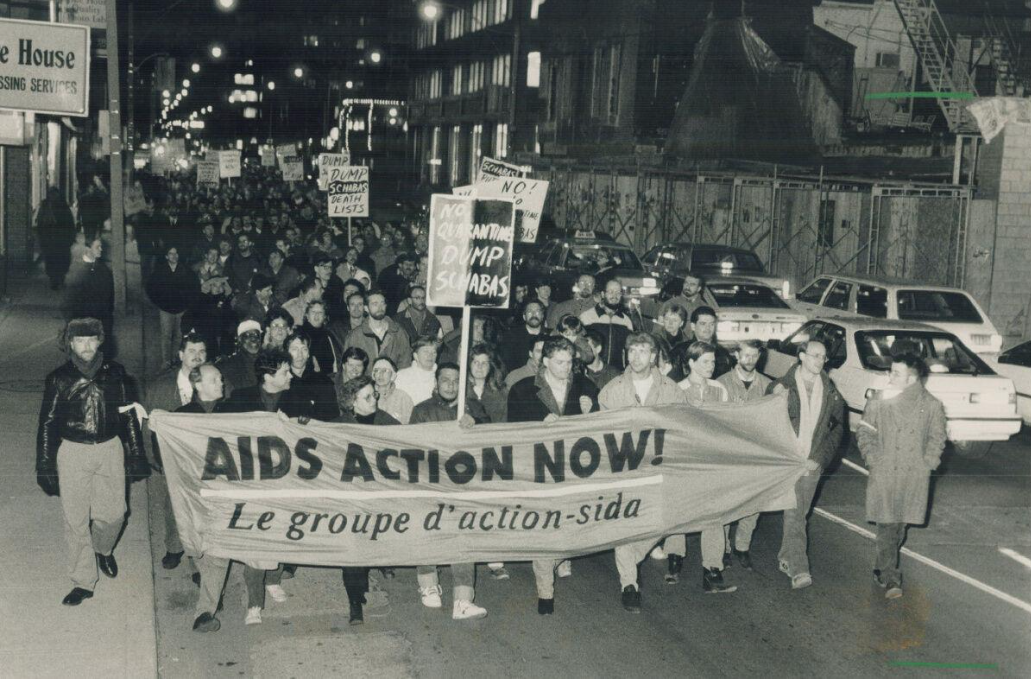 e House
SSING SERVICES
DUMP
DUMP
SCHABAS
DEATH
LISTS
SCHABAS
NO!
NO
QUARANTINE
DUMP
SCHABAS
AIDS ACTION NOW!
Le groupe d'action-sida